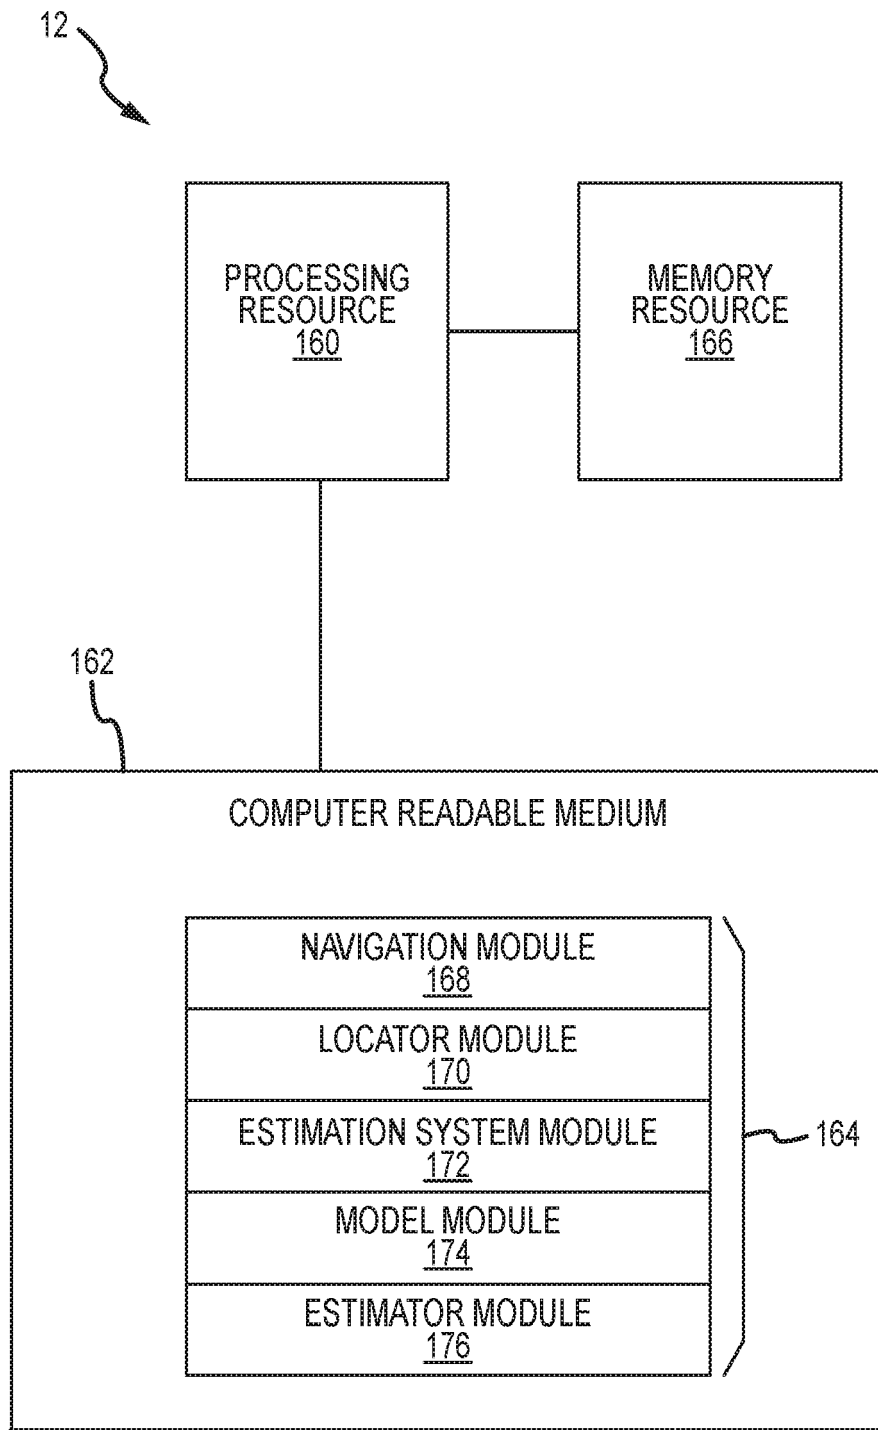 12
PROCESSING
RESOURCE
160
MEMORY
RESOURCE
166
162
COMPUTER READABLE MEDIUM
NAVIGATION MODULE
168
LOCATOR MODULE
170
ESTIMATION SYSTEM MODULE
172
MODEL MODULE
174
ESTIMATOR MODULE
176
164